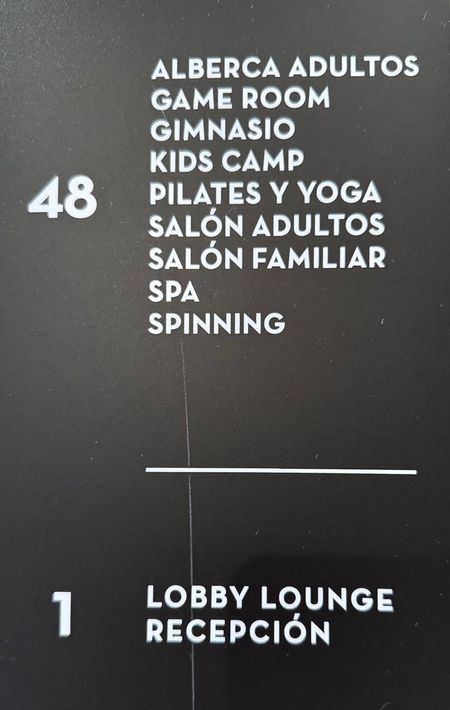 48
ALBERCA ADULTOS
GAME ROOM
GIMNASIO
KIDS CAMP
PILATES Y YOGA
SALÓN ADULTOS
SALÓN FAMILIAR
SPA
SPINNING
1
LOBBY LOUNGE
RECEPCIÓN